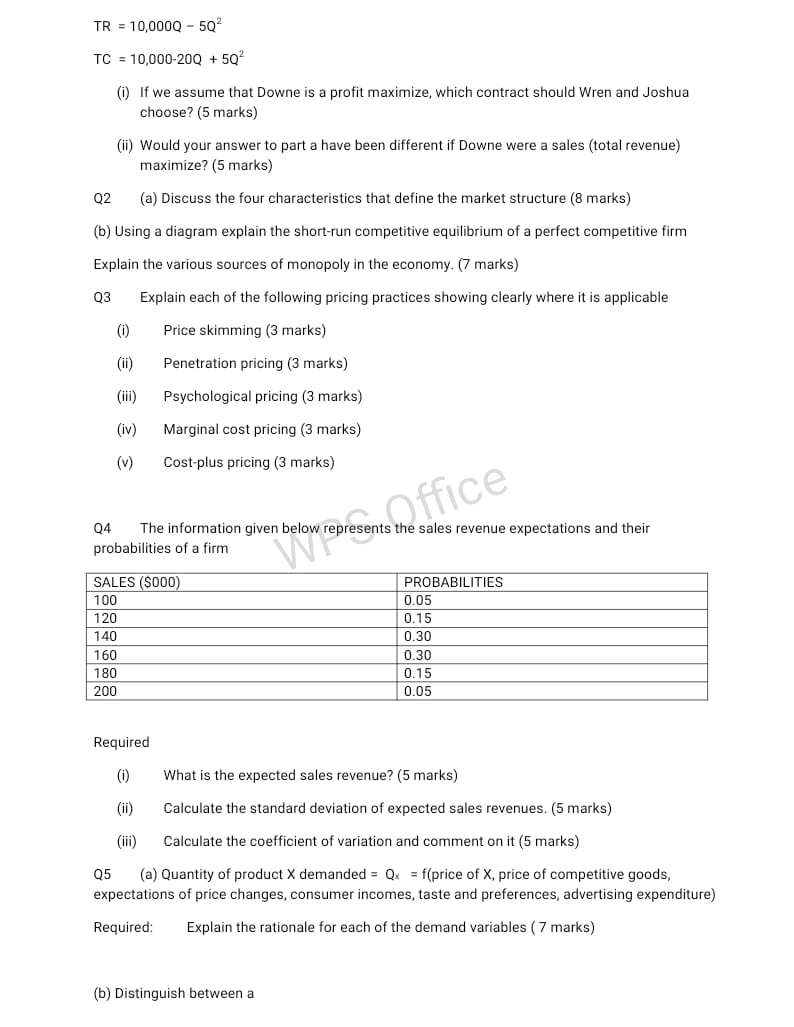 TR = 10,000Q – 5Q²
TC = 10,000-20Q + 5Q²
(i) If we assume that Downe is a profit maximize, which contract should Wren and Joshua
choose? (5 marks)
(ii) Would your answer to part a have been different if Downe were a sales (total revenue)
maximize? (5 marks)
Q2 (a) Discuss the four characteristics that define the market structure (8 marks)
(b) Using a diagram explain the short-run competitive equilibrium of a perfect competitive firm
Explain the various sources of monopoly in the economy. (7 marks)
Q3 Explain each of the following pricing practices showing clearly where it is applicable
(i) Price skimming (3 marks)
(ii) Penetration pricing (3 marks)
(iii) Psychological pricing (3 marks)
(iv) Marginal cost pricing (3 marks)
(v) Cost-plus pricing (3 marks)
WPS Office
Q4 The information given below represents the sales revenue expectations and their
probabilities of a firm
SALES ($000) PROBABILITIES
100 0.05
120 0.15
140 0.30
160 0.30
180 0.15
200 0.05
Required
(i) What is the expected sales revenue? (5 marks)
(ii) Calculate the standard deviation of expected sales revenues. (5 marks)
(iii) Calculate the coefficient of variation and comment on it (5 marks)
Q5 (a) Quantity of product X demanded = Qₓ = f(price of X, price of competitive goods,
expectations of price changes, consumer incomes, taste and preferences, advertising expenditure)
Required: Explain the rationale for each of the demand variables ( 7 marks)
(b) Distinguish between a